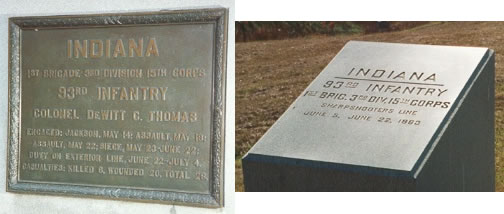 INDIANA
1ST BRIGADE, 3RD DIVISION 15TH CORPS
93RD INFANTRY
COLONEL DEWITT C. THOMAS
ENGAGED: JACKSON, MAY 14: ASSAULT, MAY 19:
ASSAULT, MAY 22; SIEGE, MAY 23-JUNE 22;
DUTY ON EXTERIOR LINE, JUNE 22-JULY 4.
CASUALTIES: KILLED 6, WOUNDED 20, TOTAL 26.
INDIANA
93RD INFANTRY
1ST BRIG. 3RD DIV. 15TH CORPS
SHARPSHOOTERS LINE
JUNE 5, JUNE 22, 1863